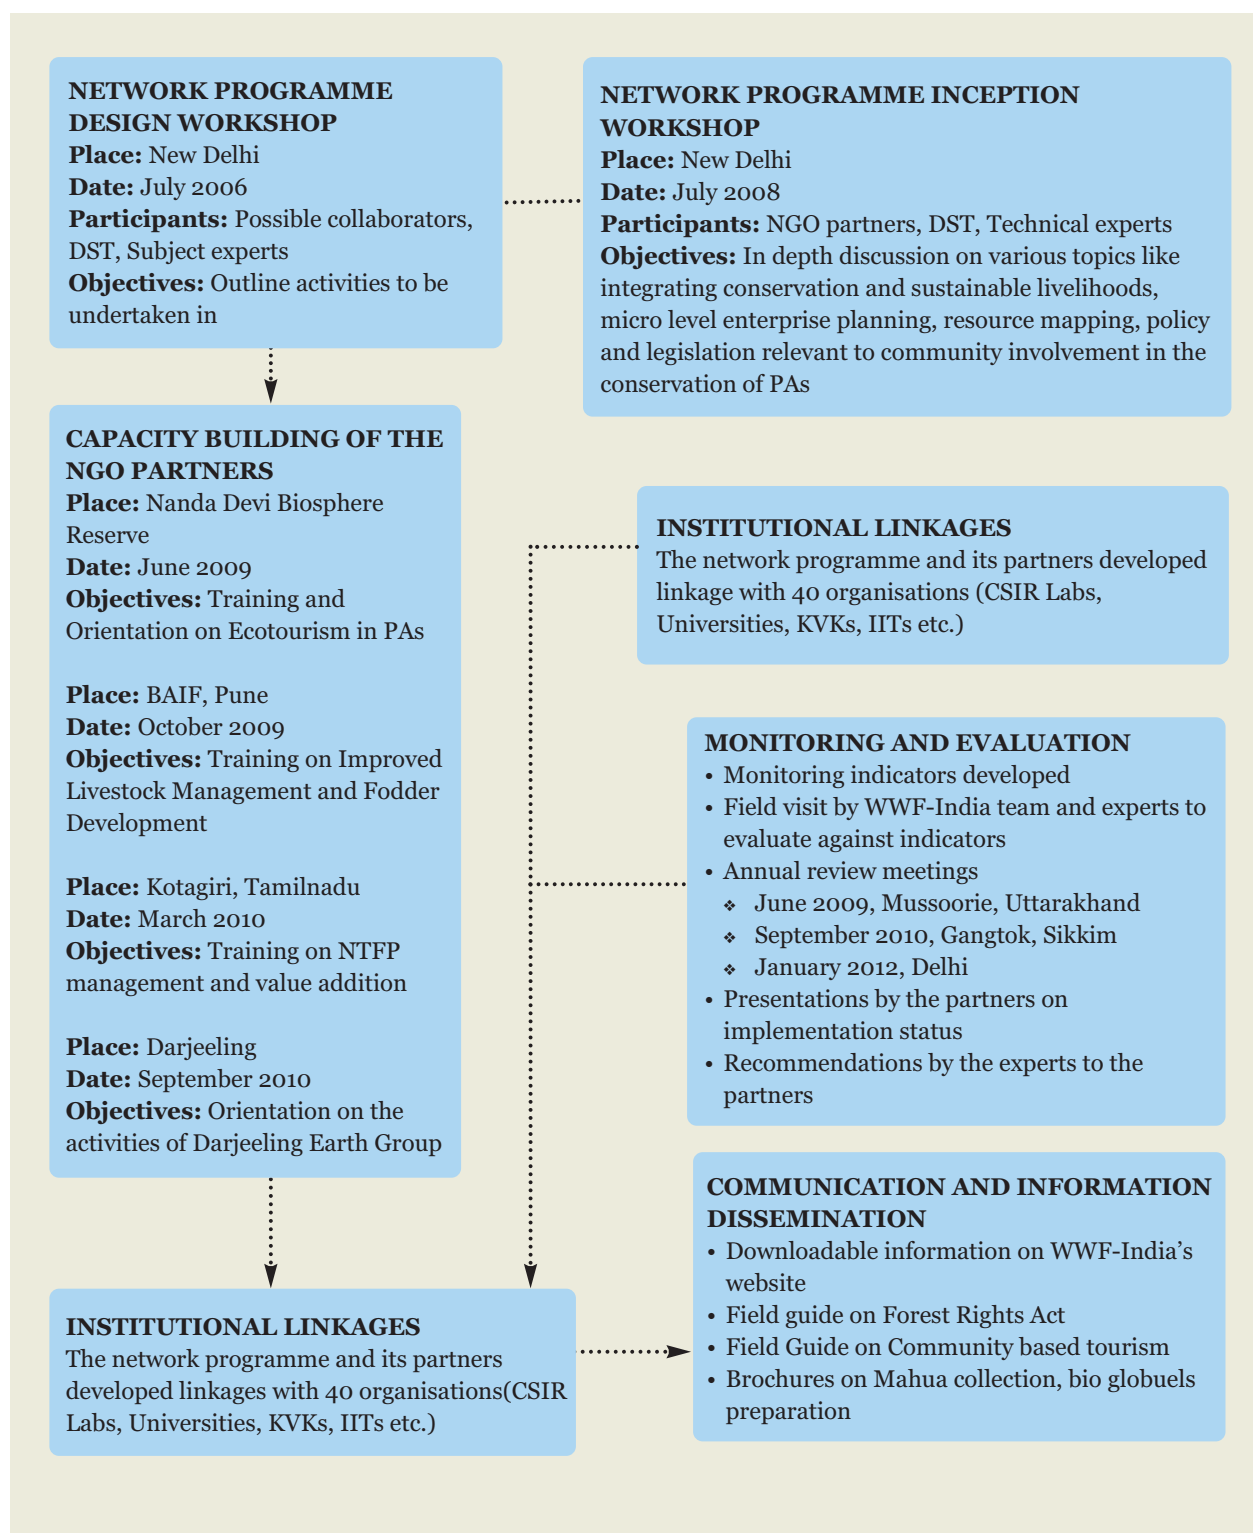 NETWORK PROGRAMME
DESIGN WORKSHOP
Place: New Delhi
Date: July 2006
Participants: Possible collaborators,
DST, Subject experts
Objectives: Outline activities to be
undertaken in
NETWORK PROGRAMME INCEPTION
WORKSHOP
Place: New Delhi
Date: July 2008
Participants: NGO partners, DST, Technical experts
Objectives: In depth discussion on various topics like
integrating conservation and sustainable livelihoods,
micro level enterprise planning, resource mapping, policy
and legislation relevant to community involvement in the
conservation of PAs
CAPACITY BUILDING OF THE
NGO PARTNERS
Place: Nanda Devi Biosphere
Reserve
Date: June 2009
Objectives: Training and
Orientation on Ecotourism in PAs
Place: BAIF, Pune
Date: October 2009
Objectives: Training on Improved
Livestock Management and Fodder
Development
Place: Kotagiri, Tamilnadu
Date: March 2010
Objectives: Training on NTFP
management and value addition
Place: Darjeeling
Date: September 2010
Objectives: Orientation on the
activities of Darjeeling Earth Group
INSTITUTIONAL LINKAGES
The network programme and its partners developed
linkage with 40 organisations (CSIR Labs,
Universities, KVKs, IITs etc.)
MONITORING AND EVALUATION
• Monitoring indicators developed
• Field visit by WWF-India team and experts to
evaluate against indicators
• Annual review meetings
❖ June 2009, Mussoorie, Uttarakhand
❖ September 2010, Gangtok, Sikkim
❖ January 2012, Delhi
• Presentations by the partners on
implementation status
• Recommendations by the experts to the
partners
INSTITUTIONAL LINKAGES
The network programme and its partners
developed linkages with 40 organisations(CSIR
Labs, Universities, KVKs, IITs etc.)
COMMUNICATION AND INFORMATION
DISSEMINATION
• Downloadable information on WWF-India’s
website
• Field guide on Forest Rights Act
• Field Guide on Community based tourism
• Brochures on Mahua collection, bio globuels
preparation